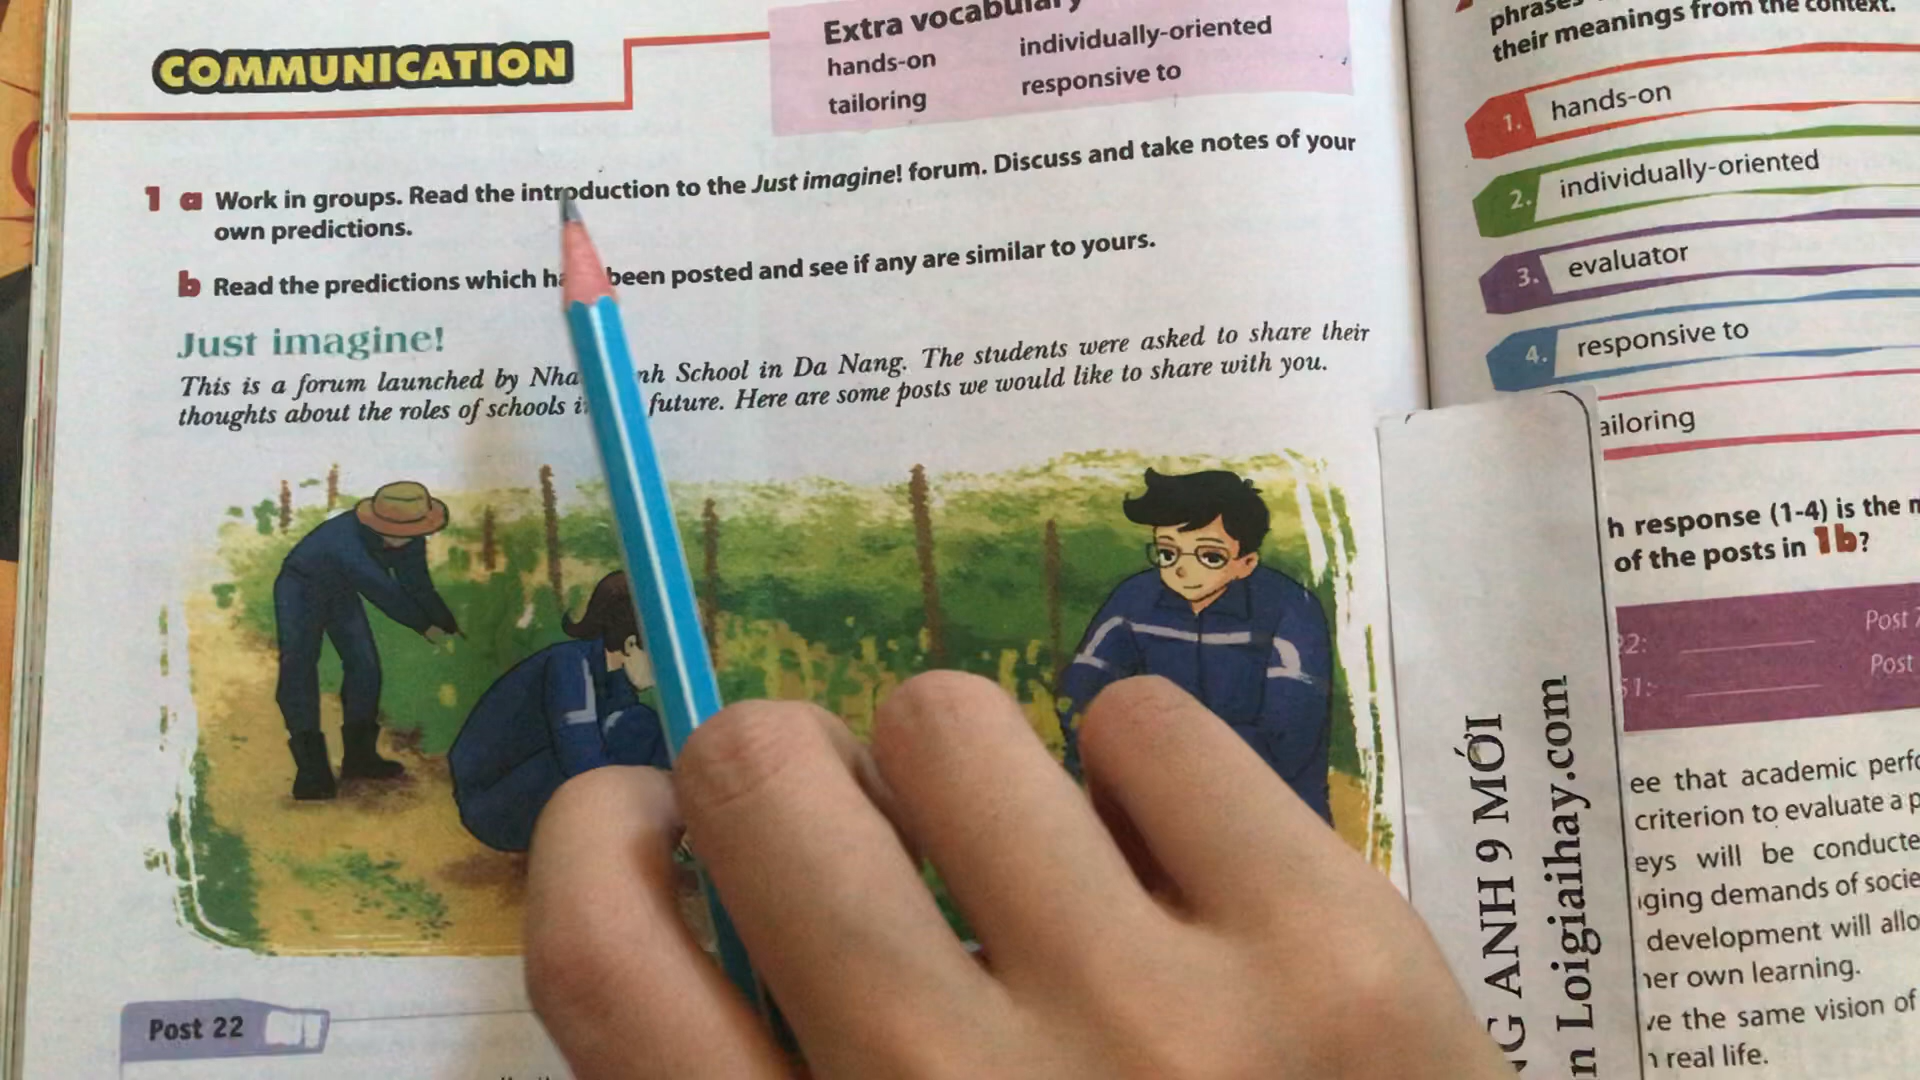 COMMUNICATION
Extra vocabulary
hands-on individually-oriented
tailoring responsive to
1 a Work in groups. Read the introduction to the Just imagine! forum. Discuss and take notes of your
own predictions.
b Read the predictions which been posted and see if any are similar to yours.
Just imagine!
This is a forum launched by School in Da Nang. The students were asked to share their
thoughts about the roles of schools future. Here are some posts we would like to share with you.
Post 22
phrases
their meanings from the context.
1. hands-on
2. individually-oriented
3. evaluator
4. responsive to
ailoring
response (1-4) is the
of the posts in 1b?
22: Post
51: Post
that academic
criterion to evaluate a
will be
demands of
development will
own learning.
the same vision of
real life.
ANH 9 MỚI
Loigiaihay.com